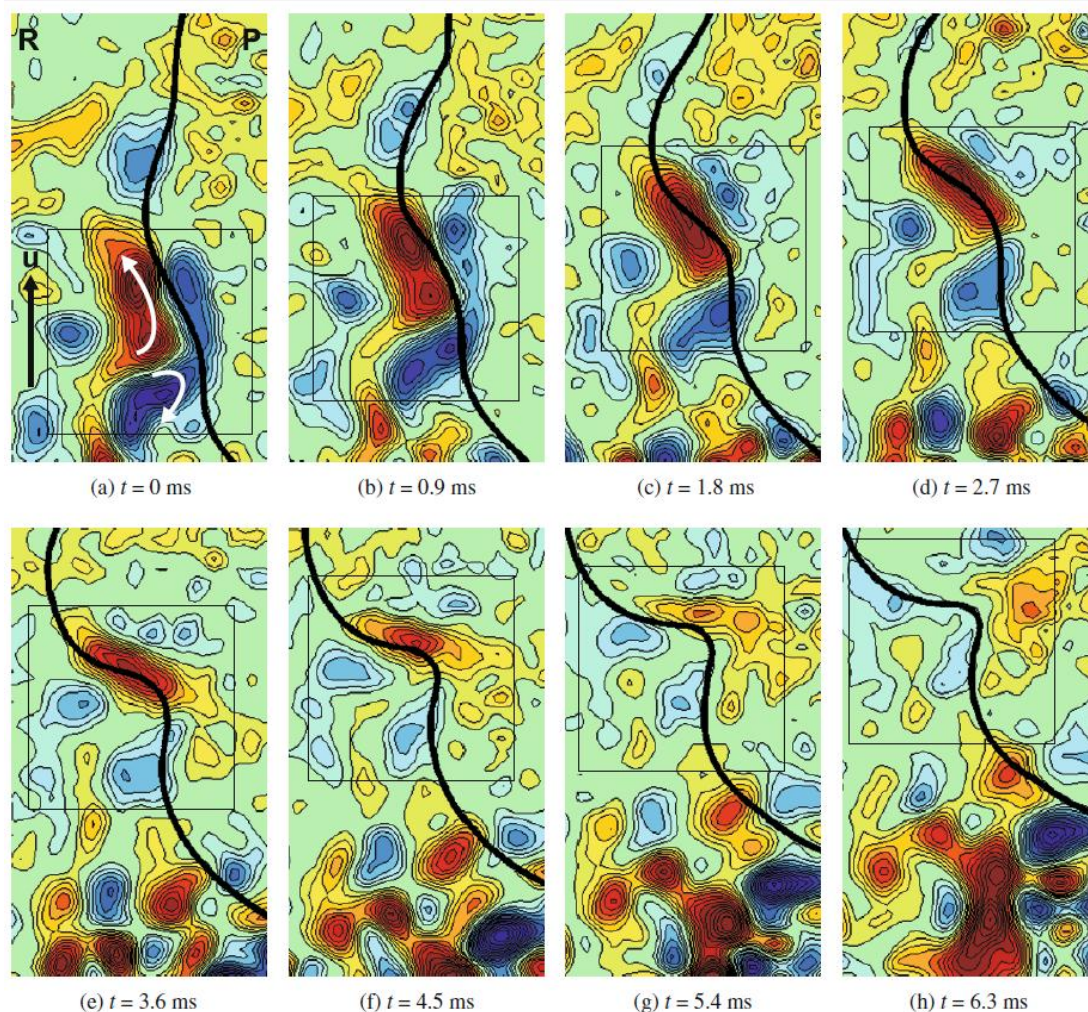 R P
u
(a) t = 0 ms
(b) t = 0.9 ms
(c) t = 1.8 ms
(d) t = 2.7 ms
(e) t = 3.6 ms
(f) t = 4.5 ms
(g) t = 5.4 ms
(h) t = 6.3 ms